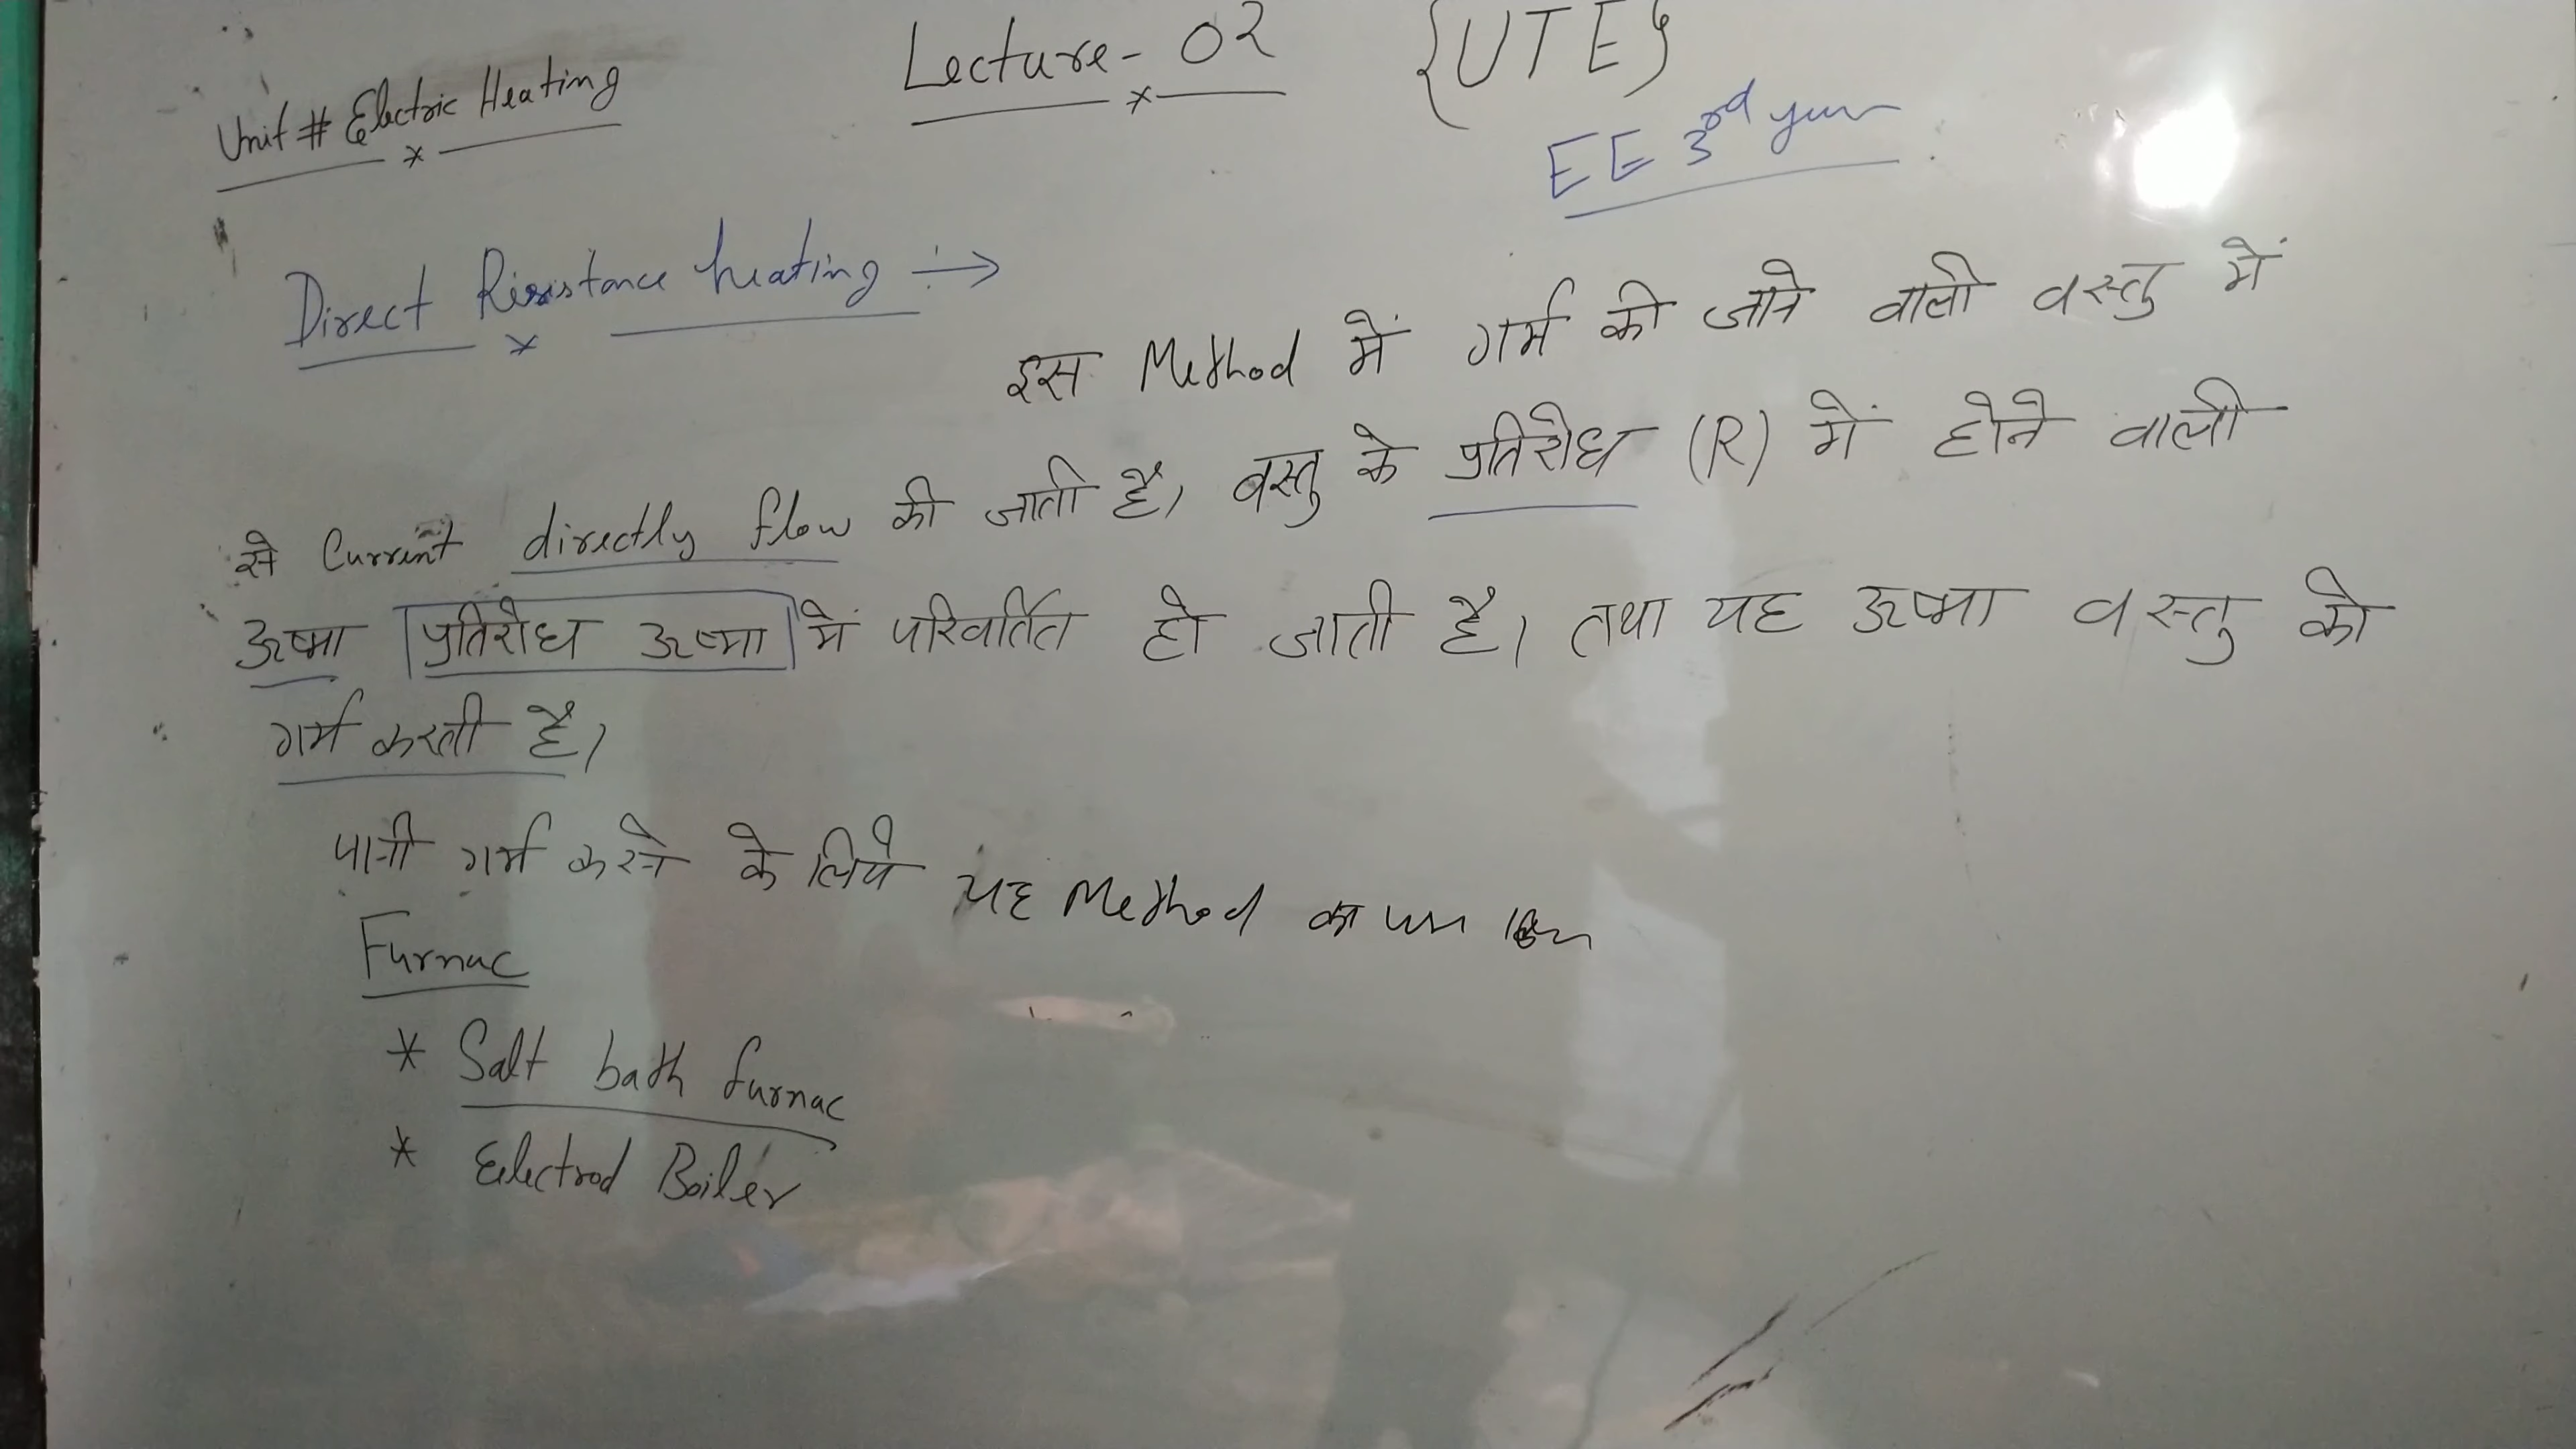 Lecture-02 {UTE}
Unit # Electric Heating
EE 3rd year
Direct Resistance heating ÷→
इस Method में गर्म की जाने वाली वस्तु में
से Current directly flow की जाती है, वस्तु के प्रतिरोध (R) में होने वाली
ऊष्मा प्रतिरोध ऊष्मा में परिवर्तित हो जाती है। तथा यह ऊष्मा वस्तु को
गर्म करती है।
पानी गर्म करने के लिये यह Method का
Furnac
* Salt bath furnac
* Eelectrod Boiler